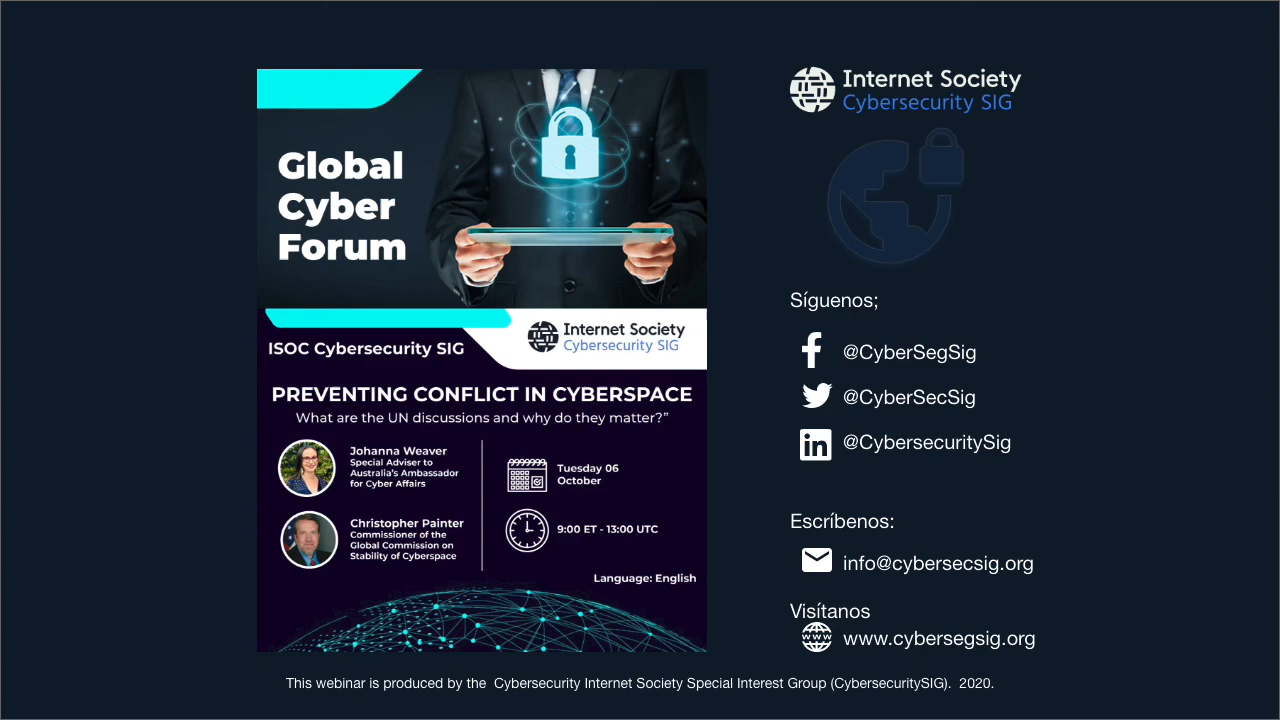 Global
Cyber
Forum
ISOC Cybersecurity SIG
Internet Society
Cybersecurity SIG
PREVENTING CONFLICT IN CYBERSPACE
What are the UN discussions and why do they matter?”
Johanna Weaver
Special Adviser to
Australia's Ambassador
for Cyber Affairs
Christopher Painter
Commissioner of the
Global Commission on
Stability of Cyberspace
Tuesday 06
October
9:00 ET - 13:00 UTC
Language: English
Internet Society
Cybersecurity SIG
Síguenos;
@CyberSegSig
@CyberSecSig
in @CybersecuritySig
Escríbenos:
info@cybersecsig.org
Visítanos
www www.cybersegsig.org
This webinar is produced by the Cybersecurity Internet Society Special Interest Group (CybersecuritySIG). 2020.